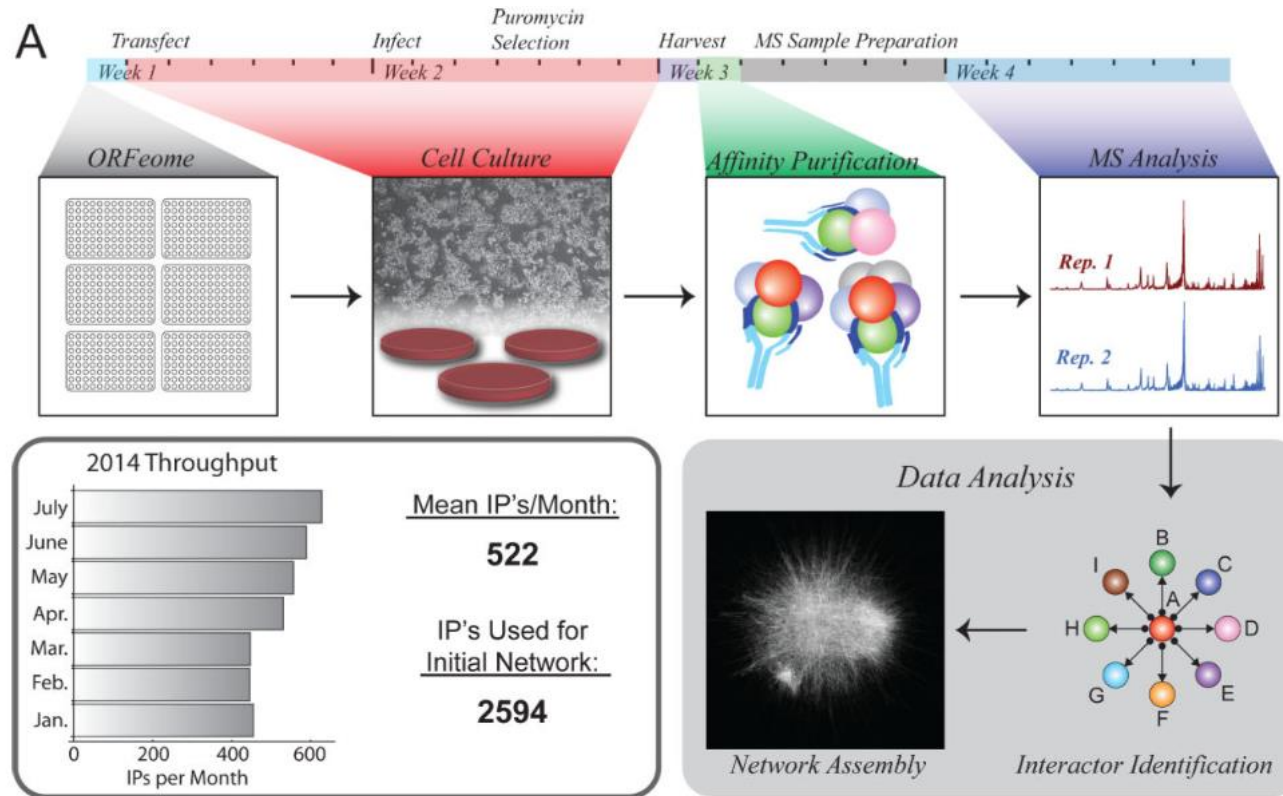 A
Transfect
Infect
Puromycin
Selection
Harvest
MS Sample Preparation
Week 1
Week 2
Week 3
Week 4
ORFeome
Cell Culture
Affinity Purification
MS Analysis
Rep. 1
Rep. 2
2014 Throughput
July
June
May
Apr.
Mar.
Feb.
Jan.
0 200 400 600
IPs per Month
Mean IP's/Month:
522
IP's Used for
Initial Network:
2594
Data Analysis
B
I C
A
H D
G E
F
Network Assembly
Interactor Identification